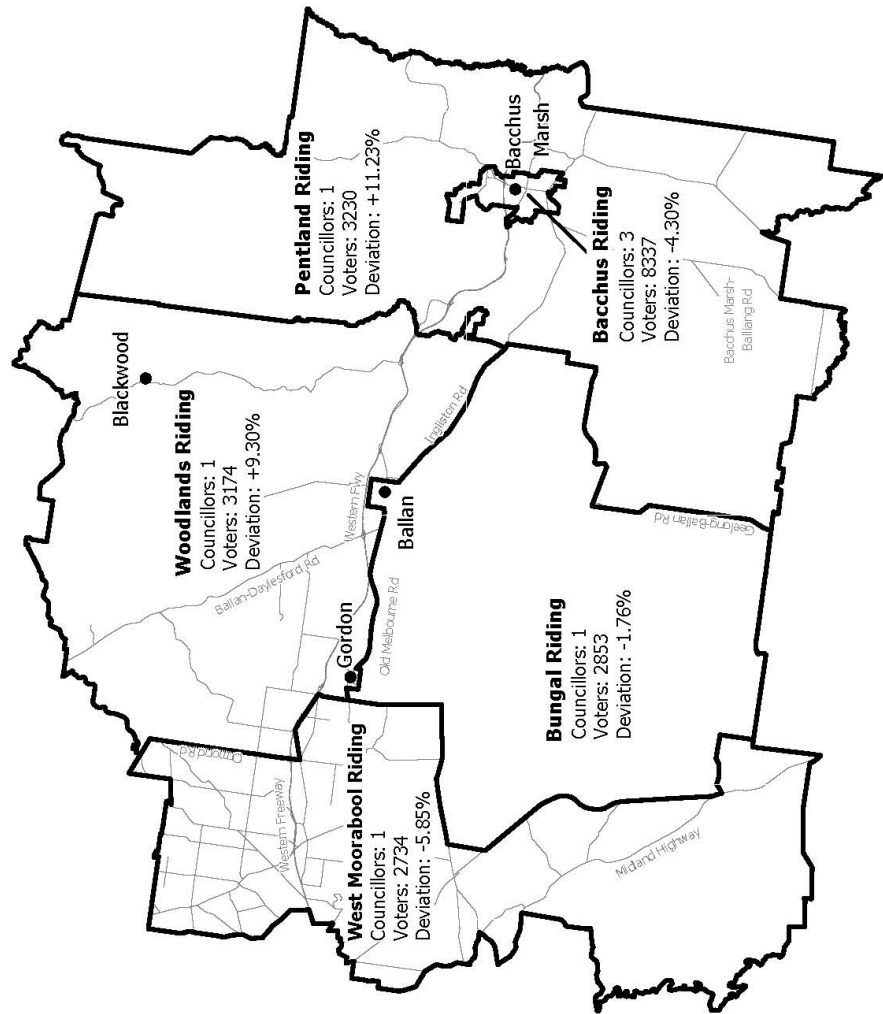 Blackwood
Woodlands Riding
Councillors: 1
Voters: 3174
Deviation: +9.30%
Pentland Riding
Councillors: 1
Voters: 3230
Deviation: +11.23%
Ormond Rd
Ballan-Daylesford Rd
Western Freeway
Western Fwy
Gordon
Old Melbourne Rd
Ballan
Ingliston Rd
Bacchus
Marsh
West Moorabool Riding
Councillors: 1
Voters: 2734
Deviation: -5.85%
Bungal Riding
Councillors: 1
Voters: 2853
Deviation: -1.76%
Bacchus Riding
Councillors: 3
Voters: 8337
Deviation: -4.30%
Midland Highway
Geelong-Ballan Rd
Bacchus Marsh-
Balliang Rd